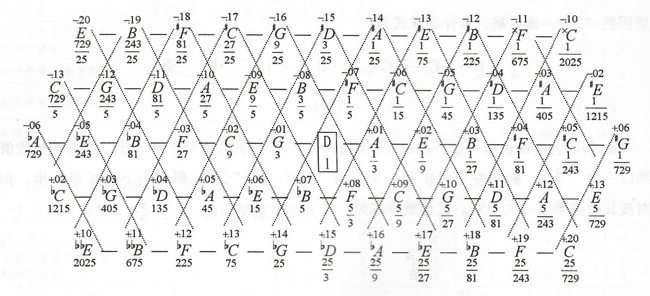 –20 –19 –18 –17 –16 –15 –14 –13 –12 –11 –10
E — B — ♯F — ♯C — ♯G — ♯D — ♯A — ♯E — ♯B — F — C
729 243 81 27 9 3 1 1 1 1 1
25 25 25 25 25 25 25 75 225 675 2025
–13 –12 –11 –10 –09 –08 –07 –06 –05 –04 –03 –02
C — G — D — A — E — B — ♯F — ♯C — ♯G — ♯D — ♯A — ♯E
729 243 81 27 9 3 1 1 1 1 1 1
5 5 5 5 5 5 5 15 45 135 405 1215
–06 –05 –04 –03 –02 –01 +01 +02 +03 +04 +05 +06
♭A — ♭E — ♭B — F — C — G — D — A — E — B — ♯F — ♯C — ♯G
729 243 81 27 9 3 1 1 1 1 1 1 1
3 9 27 81 243 729
+02 +03 +04 +05 +06 +07 +08 +09 +10 +11 +12 +13
♭C — ♭G — ♭D — ♭A — ♭E — ♭B — F — C — G — D — A — E
1215 405 135 45 15 5 5 5 5 5 5 5
3 9 27 81 243 729
+10 +11 +12 +13 +14 +15 +16 +17 +18 +19 +20
♭♭E — B — F — ♭C — ♭G — ♭D — ♭A — ♭E — ♭B — F — C
2025 675 225 75 25 25 25 25 25 25 25
3 9 27 81 243 729